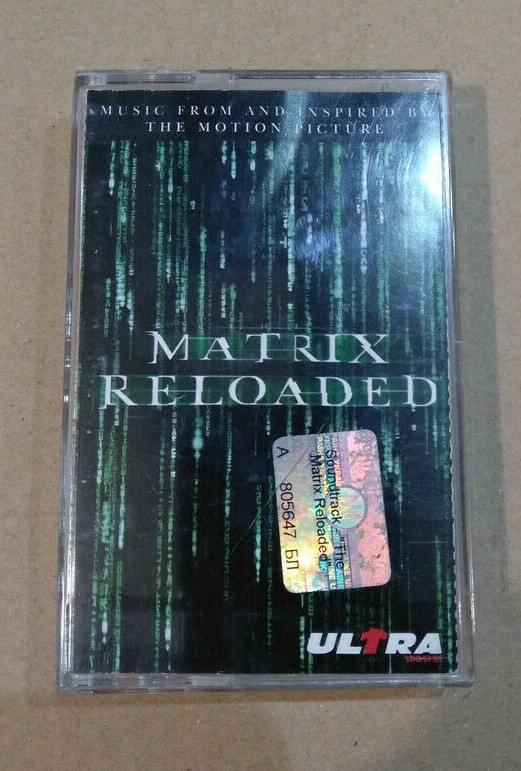 MUSIC FROM AND INSPIRED BY
THE MOTION PICTURE
MATRIX
RELOADED
Soundtrack - The
Matrix Reloaded
А 805647 БЛ
ULTRA